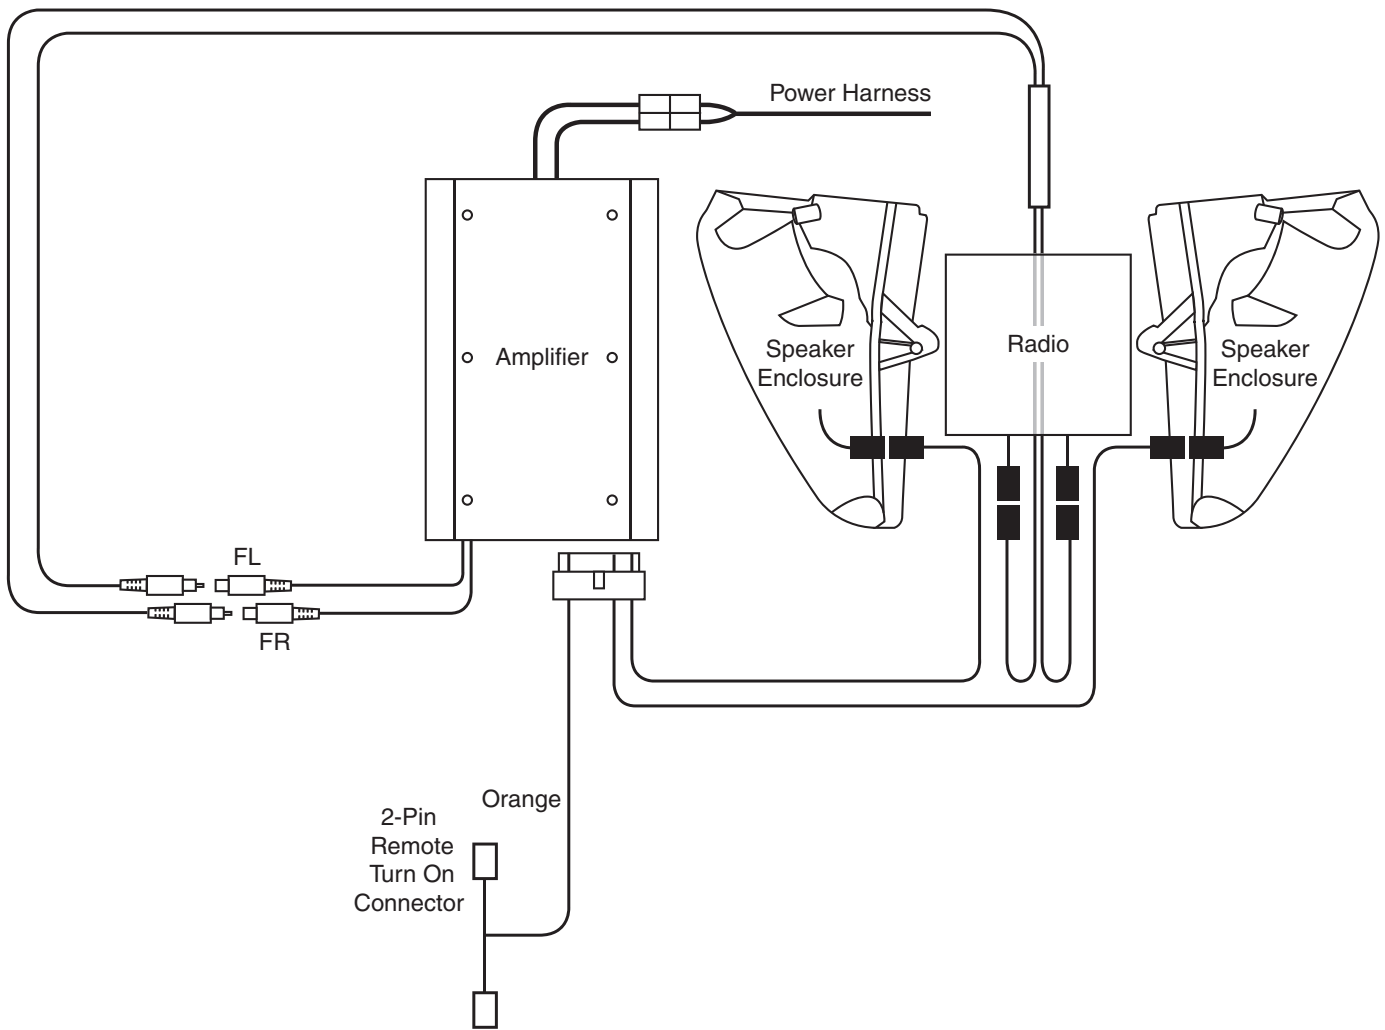 Power Harness
Amplifier
Speaker
Enclosure
Radio
Speaker
Enclosure
FL
FR
Orange
2-Pin
Remote
Turn On
Connector